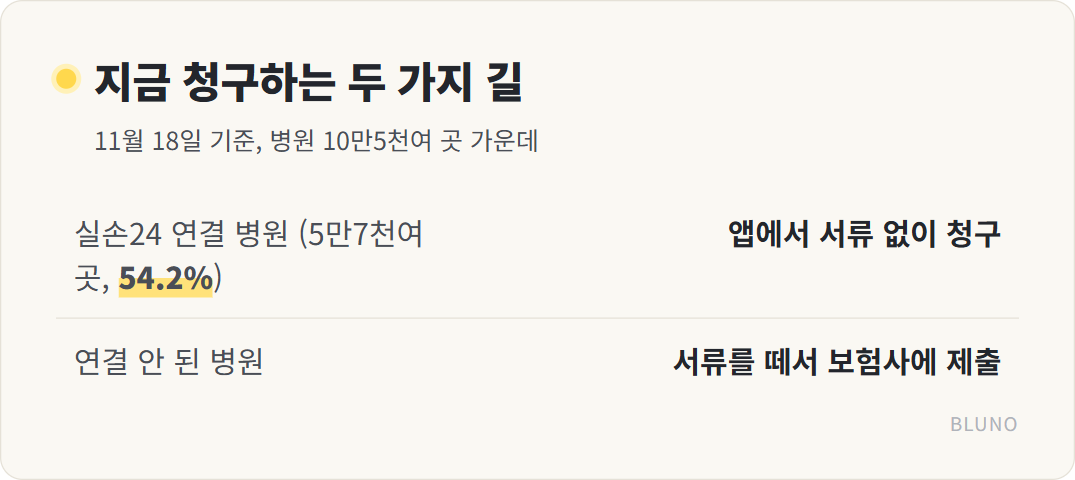 지금 청구하는 두 가지 길
11월 18일 기준, 병원 10만5천여 곳 가운데
실손24 연결 병원 (5만7천여
곳, 54.2%)
앱에서 서류 없이 청구
연결 안 된 병원
서류를 떼서 보험사에 제출
BLUNO